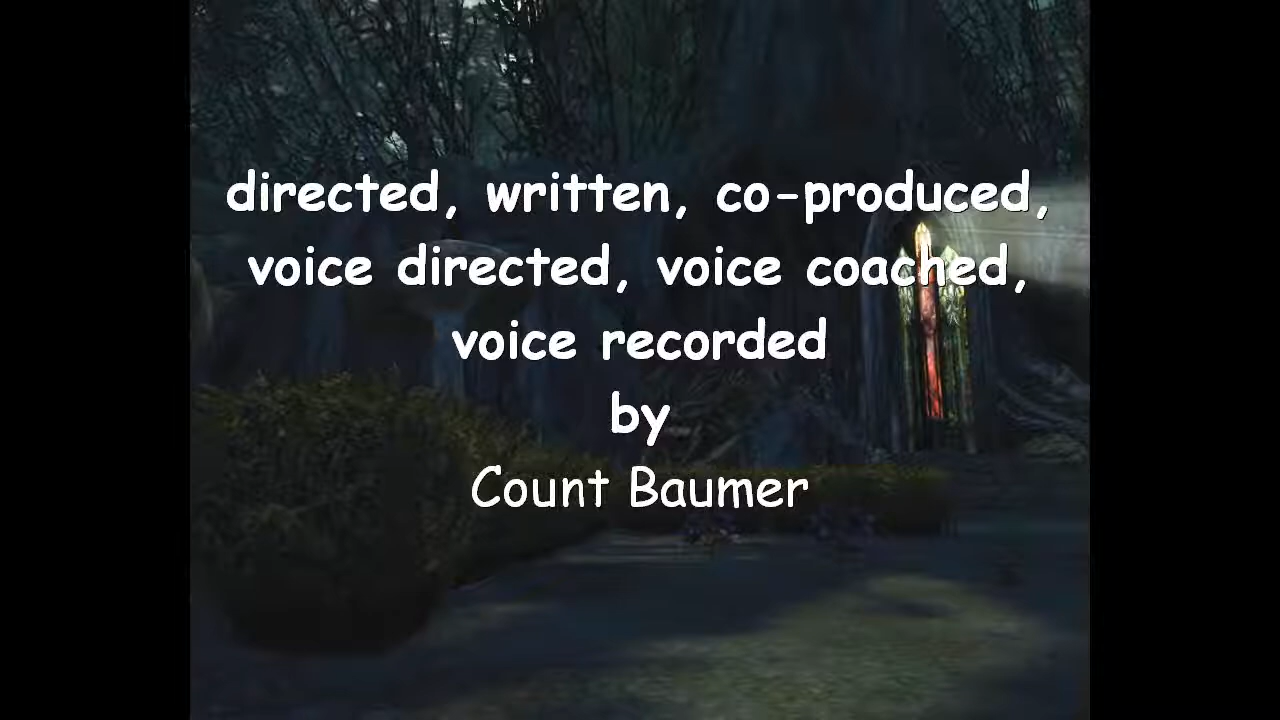 directed, written, co-produced,
voice directed, voice coached,
voice recorded
by
Count Baumer